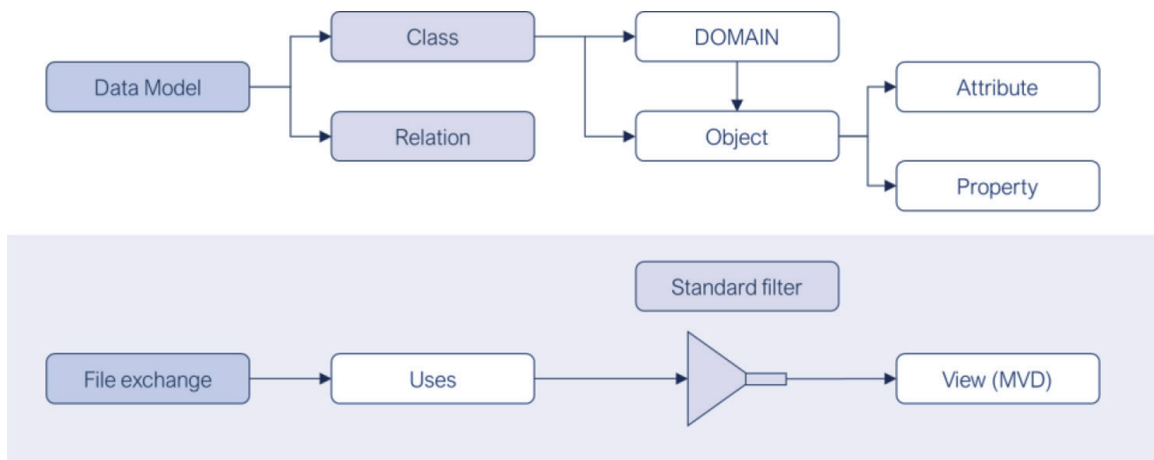 Class
DOMAIN
Data Model
Attribute
Relation
Object
Property
Standard filter
File exchange
Uses
View (MVD)